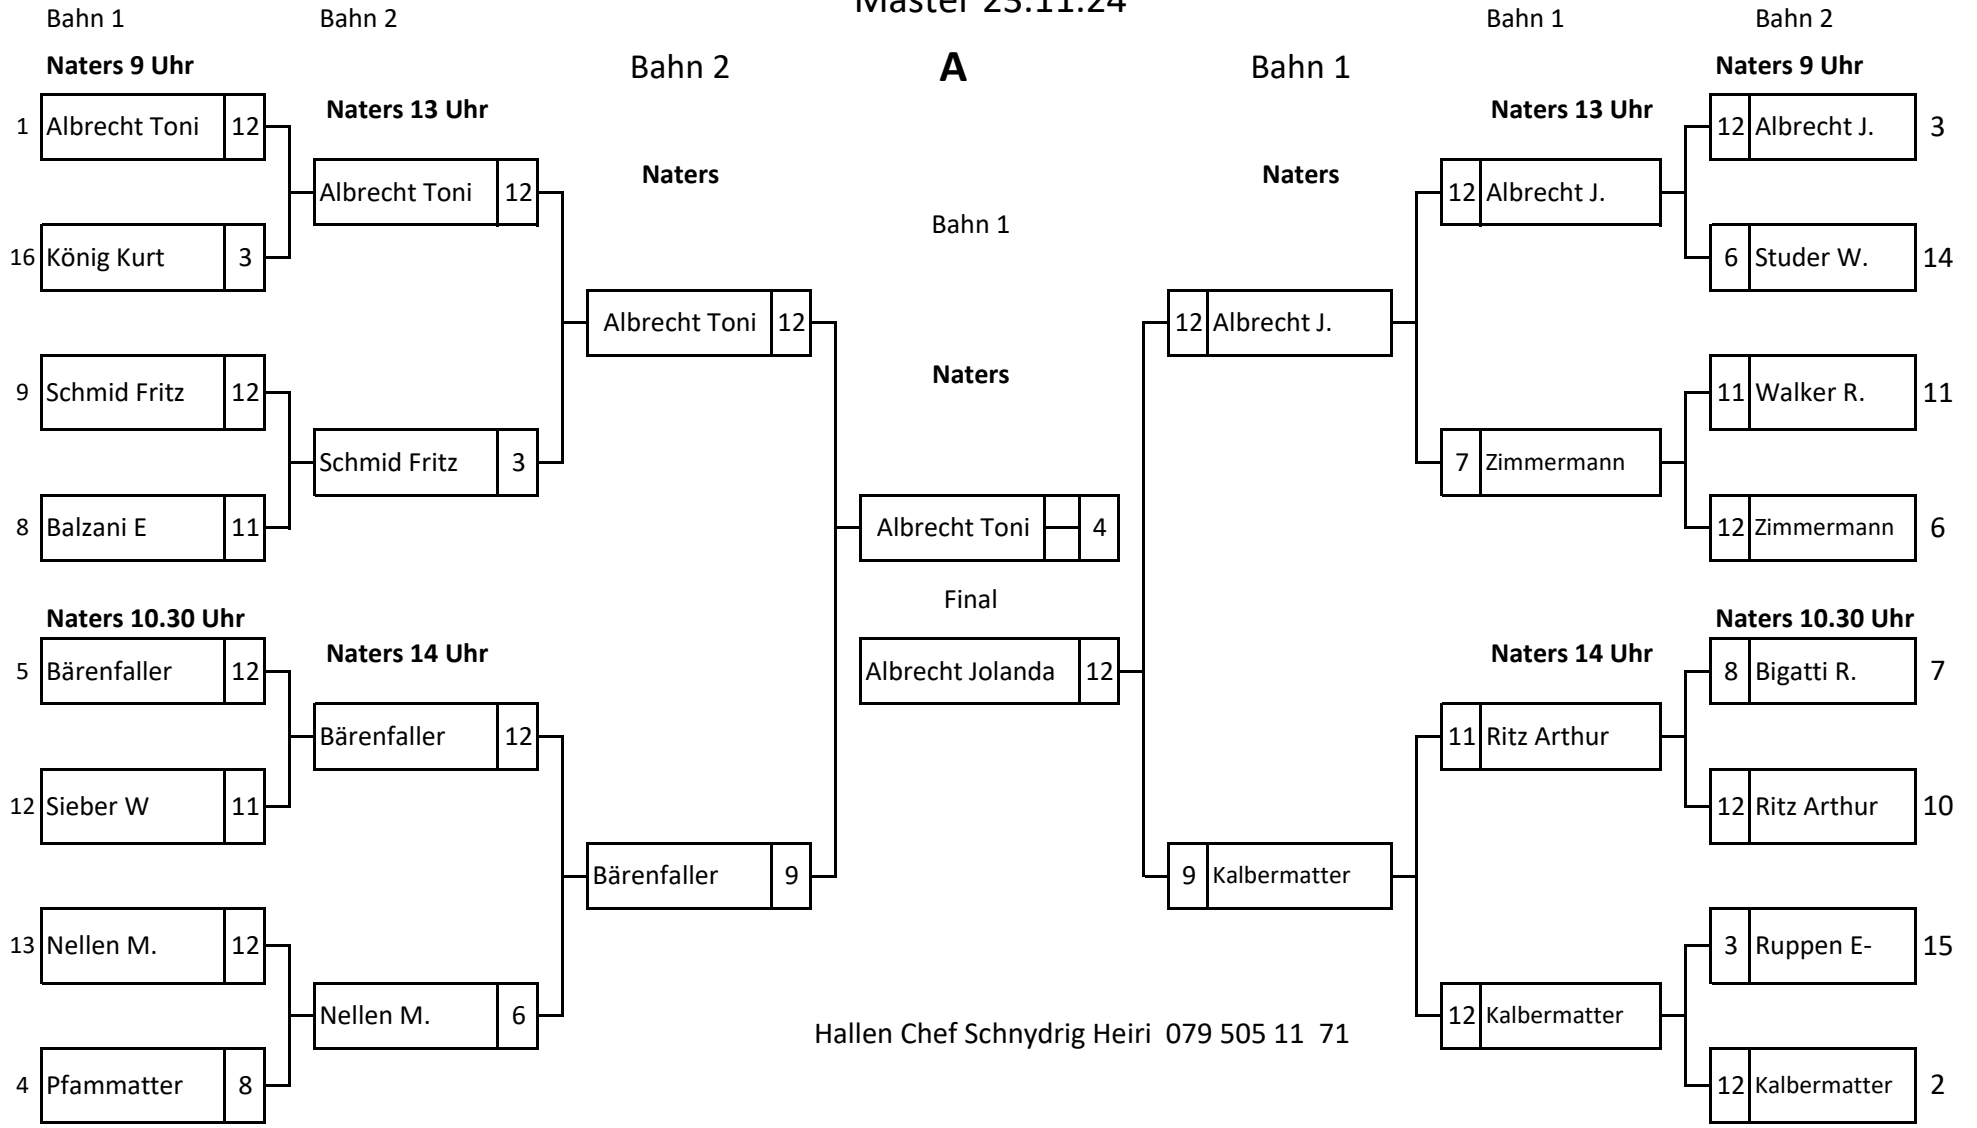 Master 23.11.24
Bahn 1 Bahn 2 Bahn 1 Bahn 2
Naters 9 Uhr Bahn 2 A Bahn 1 Naters 9 Uhr
Naters 13 Uhr Naters 13 Uhr
1 Albrecht Toni 12 12 Albrecht J. 3
Naters Naters
Albrecht Toni 12 12 Albrecht J.
Bahn 1
16 König Kurt 3 6 Studer W. 14
Albrecht Toni 12 12 Albrecht J.
Naters
9 Schmid Fritz 12 11 Walker R. 11
Schmid Fritz 3 7 Zimmermann
8 Balzani E 11 Albrecht Toni 4 12 Zimmermann 6
Final
Naters 10.30 Uhr Naters 10.30 Uhr
Naters 14 Uhr Naters 14 Uhr
5 Bärenfaller 12 Albrecht Jolanda 12 8 Bigatti R. 7
Bärenfaller 12 11 Ritz Arthur
12 Sieber W 11 12 Ritz Arthur 10
Bärenfaller 9 9 Kalbermatter
13 Nellen M. 12 3 Ruppen E- 15
Nellen M. 6 12 Kalbermatter
Hallen Chef Schnydrig Heiri 079 505 11 71
4 Pfammatter 8 12 Kalbermatter 2